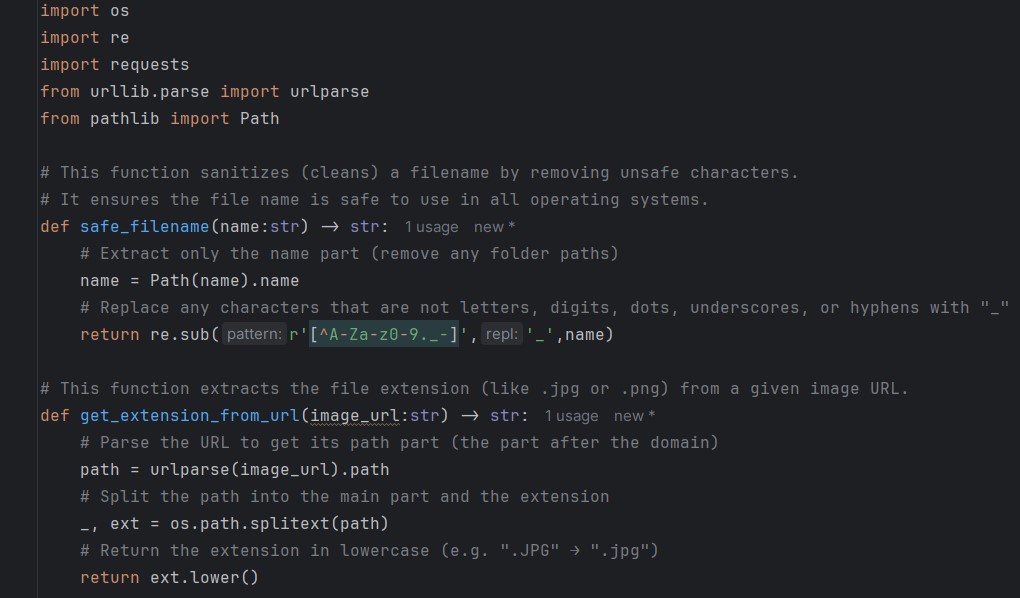 import os
import re
import requests
from urllib.parse import urlparse
from pathlib import Path
# This function sanitizes (cleans) a filename by removing unsafe characters.
# It ensures the file name is safe to use in all operating systems.
def safe_filename(name:str) → str: 1 usage new *
# Extract only the name part (remove any folder paths)
name = Path(name).name
# Replace any characters that are not letters, digits, dots, underscores, or hyphens with "_"
return re.sub( pattern: r'[^A-Za-z0-9._-]', repl: '_',name)
# This function extracts the file extension (like .jpg or .png) from a given image URL.
def get_extension_from_url(image_url:str) → str: 1 usage new *
# Parse the URL to get its path part (the part after the domain)
path = urlparse(image_url).path
# Split the path into the main part and the extension
_, ext = os.path.splitext(path)
# Return the extension in lowercase (e.g. ".JPG" → ".jpg")
return ext.lower()